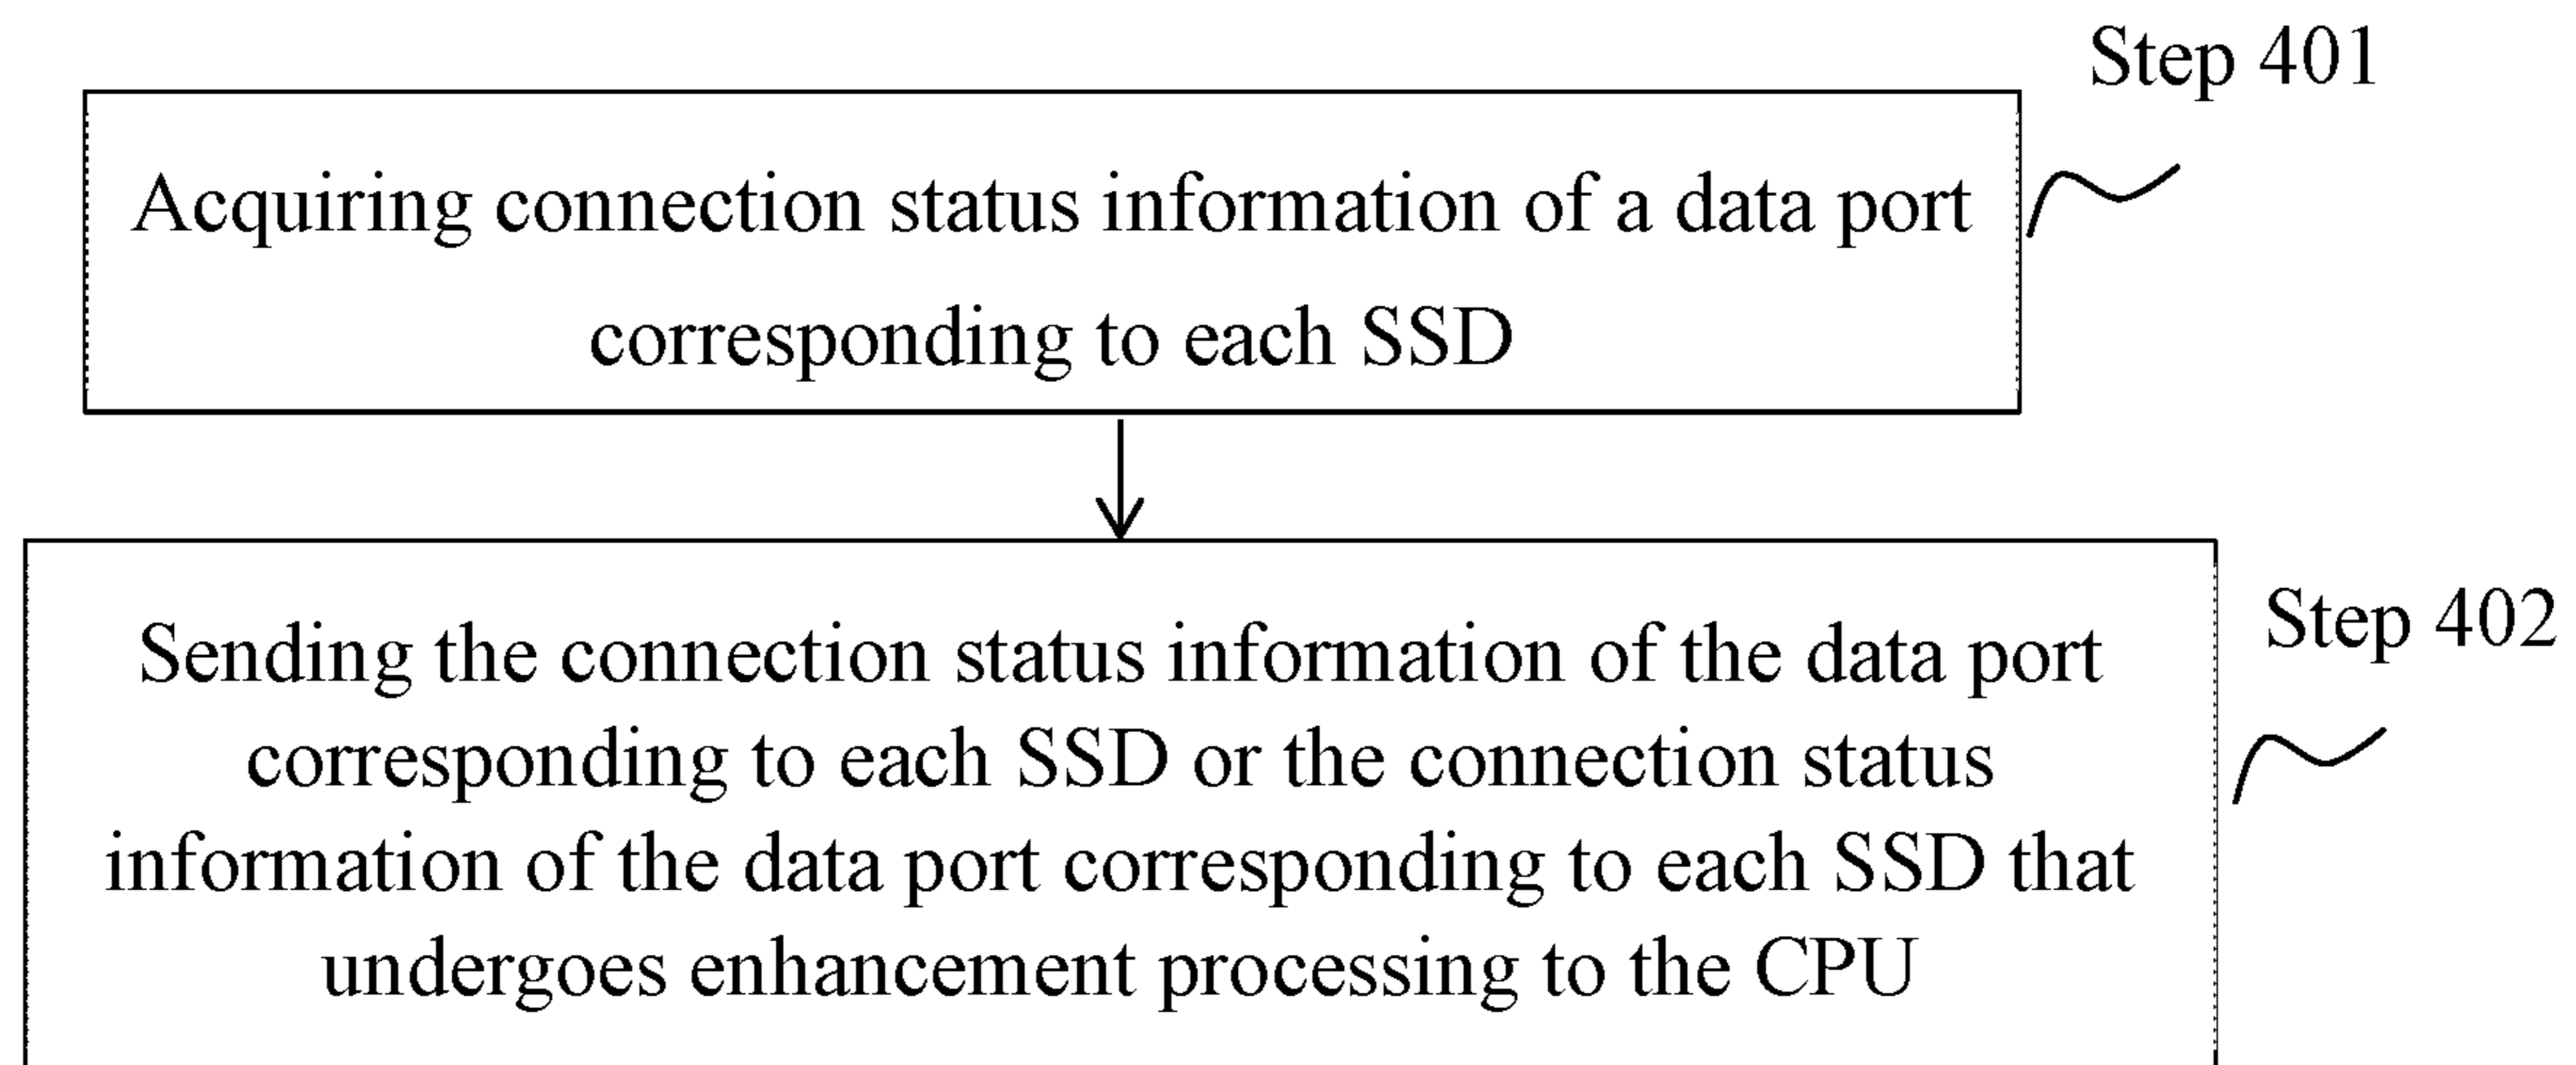 Step 401
Acquiring connection status information of a data port
corresponding to each SSD
Step 402
Sending the connection status information of the data port
corresponding to each SSD or the connection status
information of the data port corresponding to each SSD that
undergoes enhancement processing to the CPU